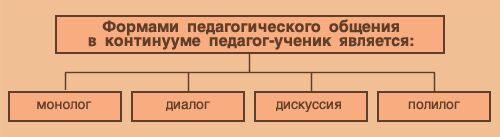 Формами педагогического общения
в континууме педагог-ученик является:
монолог
диалог
дискуссия
полилог